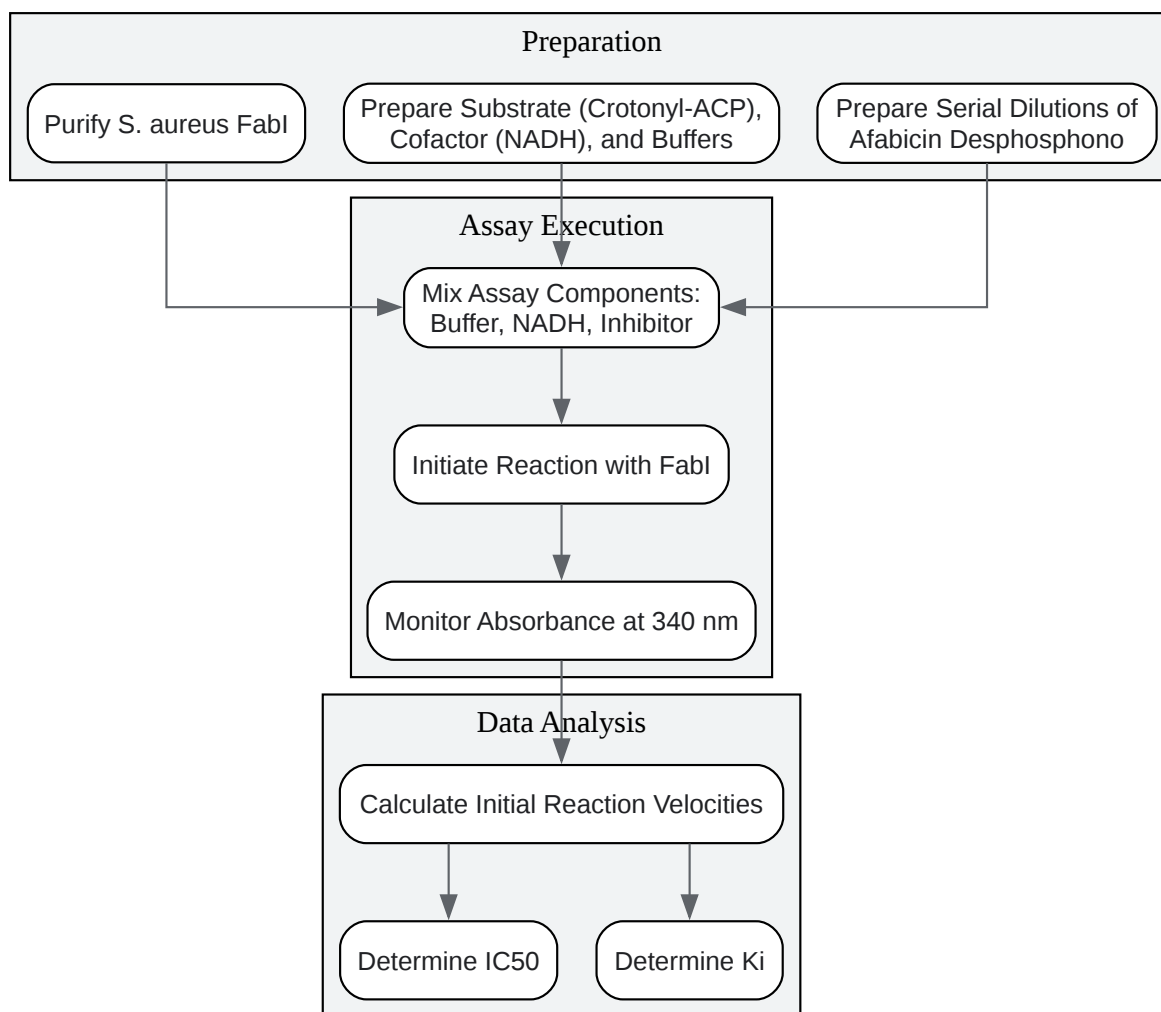 Preparation
Purify S. aureus FabI
Prepare Substrate (Crotonyl-ACP),
Cofactor (NADH), and Buffers
Prepare Serial Dilutions of
Afabicin Desphosphono
Assay Execution
Mix Assay Components:
Buffer, NADH, Inhibitor
Initiate Reaction with FabI
Monitor Absorbance at 340 nm
Data Analysis
Calculate Initial Reaction Velocities
Determine IC50
Determine Ki